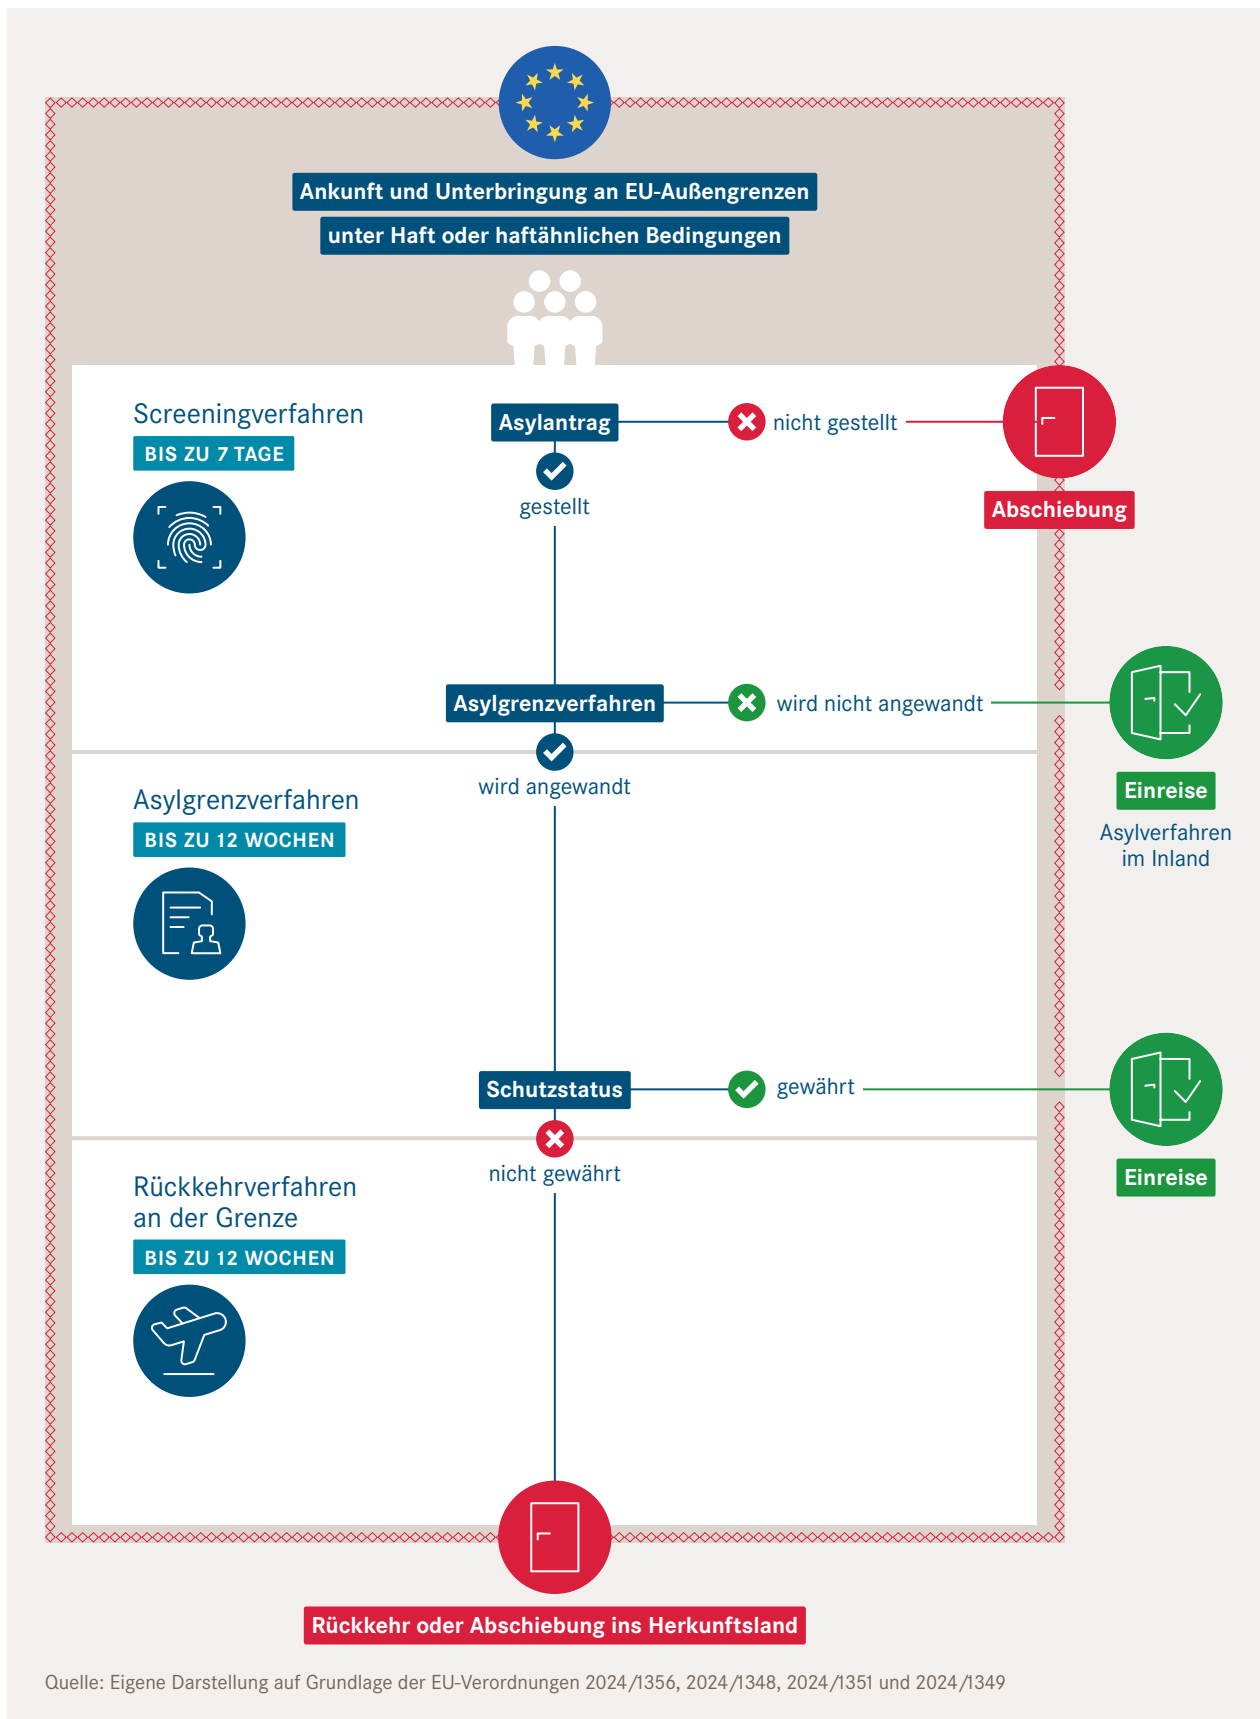 Ankunft und Unterbringung an EU-Außengrenzen
unter Haft oder haftähnlichen Bedingungen
Screeningverfahren
BIS ZU 7 TAGE
Asylantrag
nicht gestellt
gestellt
Abschiebung
Asylgrenzverfahren
wird nicht angewandt
wird angewandt
Einreise
Asylverfahren
im Inland
Asylgrenzverfahren
BIS ZU 12 WOCHEN
Schutzstatus
gewährt
nicht gewährt
Einreise
Rückkehrverfahren
an der Grenze
BIS ZU 12 WOCHEN
Rückkehr oder Abschiebung ins Herkunftsland
Quelle: Eigene Darstellung auf Grundlage der EU-Verordnungen 2024/1356, 2024/1348, 2024/1351 und 2024/1349